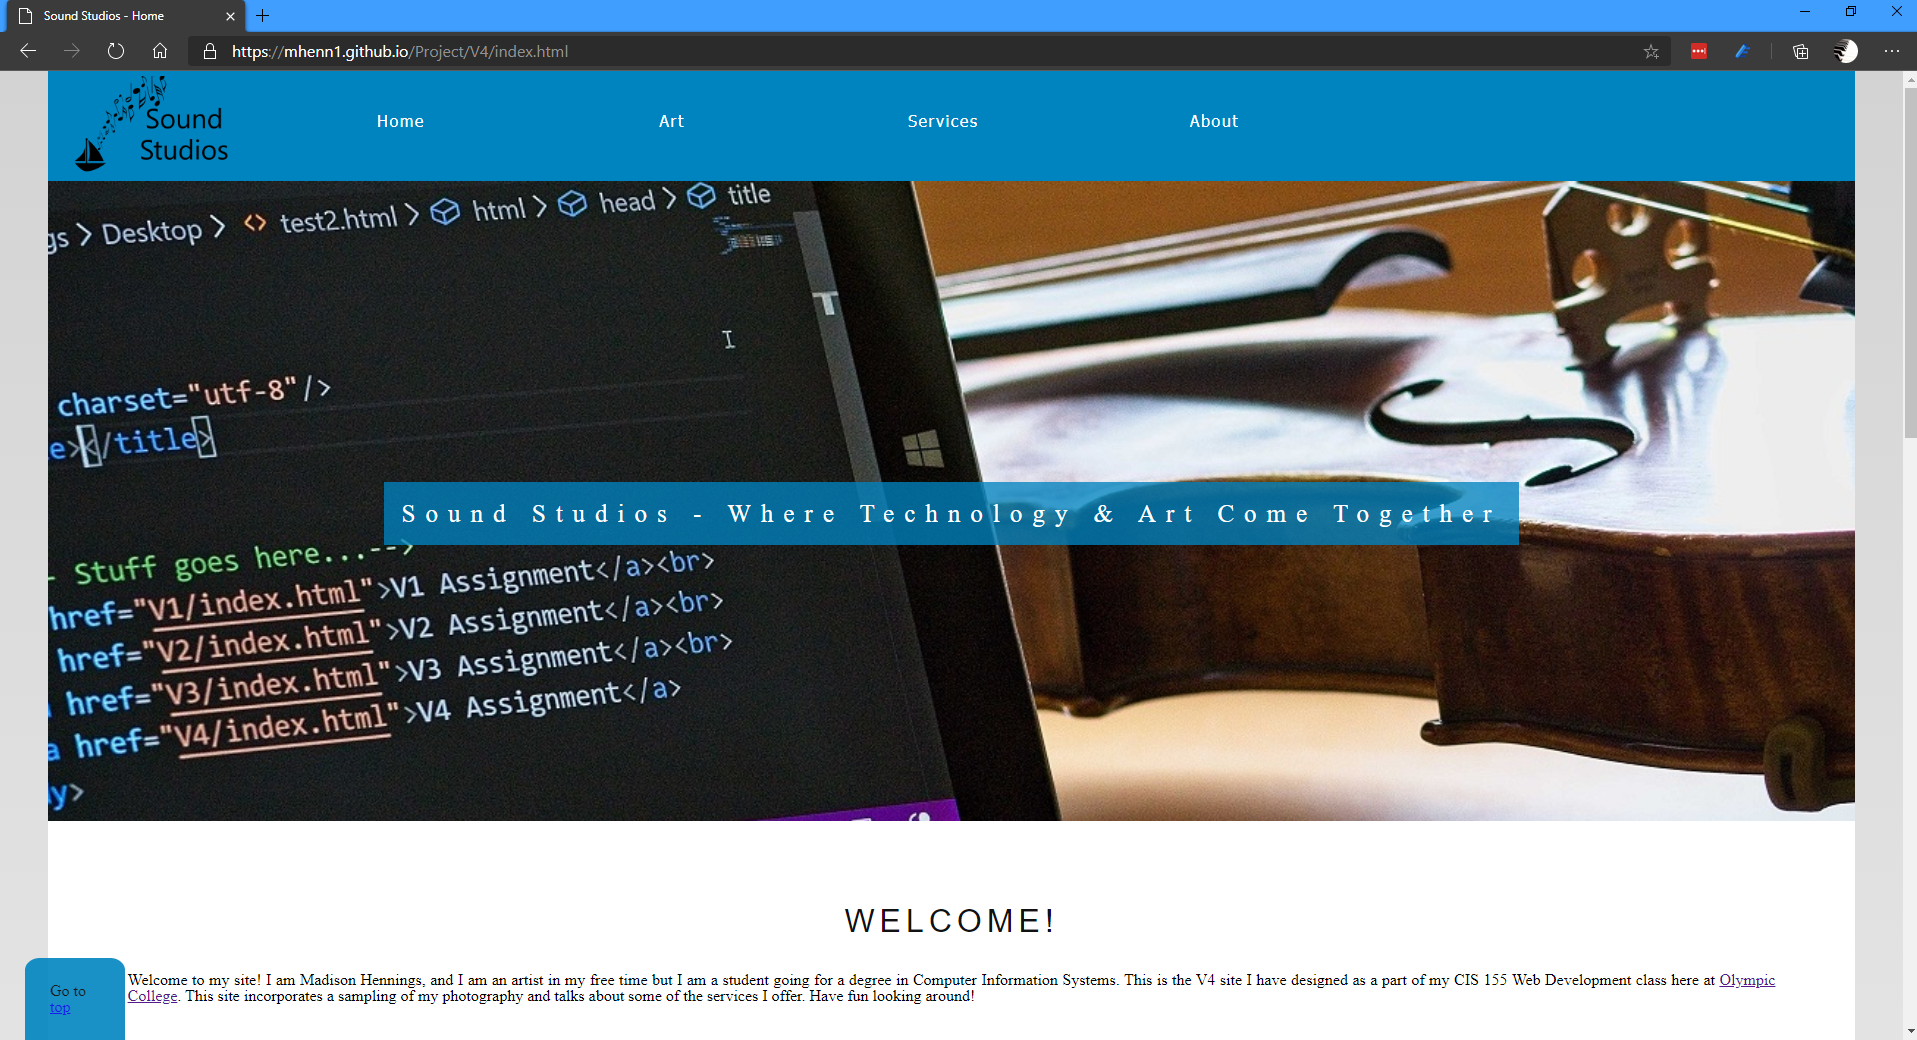 Sound Studios - Home
https://mhenn1.github.io/Project/V4/index.html
Sound
Studios
Home
Art
Services
About
gs > Desktop > <> test2.html > html > head > title
charset="utf-8"/>
e></title>
- Stuff goes here...-->
href="V1/index.html">V1 Assignment</a><br>
href="V2/index.html">V2 Assignment</a><br>
href="V3/index.html">V3 Assignment</a><br>
a href="V4/index.html">V4 Assignment</a>
dy>
Sound Studios - Where Technology & Art Come Together
WELCOME!
Welcome to my site! I am Madison Hennings, and I am an artist in my free time but I am a student going for a degree in Computer Information Systems. This is the V4 site I have designed as a part of my CIS 155 Web Development class here at Olympic
College. This site incorporates a sampling of my photography and talks about some of the services I offer. Have fun looking around!
Go to
top